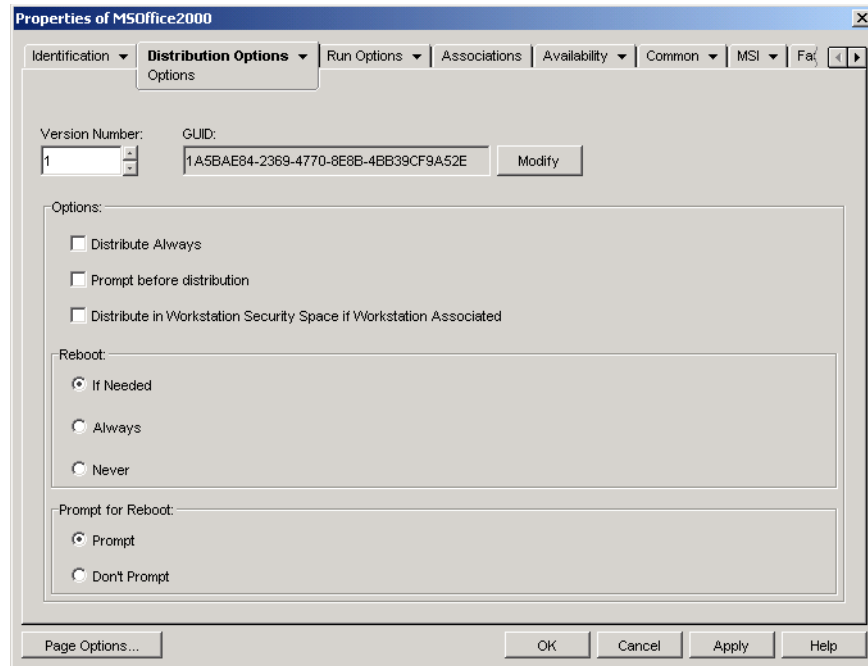 Properties of MSOffice2000
Identification Distribution Options Run Options Associations Availability Common MSI
Options
Version Number: GUID:
1 1A5BAE84-2369-4770-8E8B-4BB39CF9A52E Modify
Options:
Distribute Always
Prompt before distribution
Distribute in Workstation Security Space if Workstation Associated
Reboot:
If Needed
Always
Never
Prompt for Reboot:
Prompt
Don't Prompt
Page Options... OK Cancel Apply Help